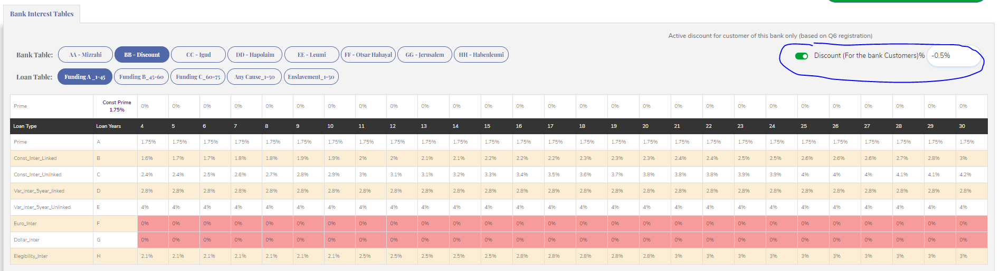 Bank Interest Tables
Active discount for customer of this bank only (based on Q6 registration)
Bank Table: AA - Mizrahi BB - Discount CC - Igud DD - Hapolaim EE - Leumi FF - Otsar Hahayal GG - Jerusalem HH - Habenleumi
Discount (For the bank Customers)% -0.5%
Loan Table: Funding A _1-45 Funding B_45-60 Funding C_60-75 Any Cause_1-50 Enslavement_1-50
Prime Const Prime 1.75% 0% 0% 0% 0% 0% 0% 0% 0% 0% 0% 0% 0% 0% 0% 0% 0% 0% 0% 0% 0% 0% 0% 0% 0% 0% 0% 0%
Loan Type Loan Years 4 5 6 7 8 9 10 11 12 13 14 15 16 17 18 19 20 21 22 23 24 25 26 27 28 29 30
Prime A 1.75% 1.75% 1.75% 1.75% 1.75% 1.75% 1.75% 1.75% 1.75% 1.75% 1.75% 1.75% 1.75% 1.75% 1.75% 1.75% 1.75% 1.75% 1.75% 1.75% 1.75% 1.75% 1.75% 1.75% 1.75% 1.75% 1.75%
Const_Inter_Linked B 1.6% 1.7% 1.7% 1.8% 1.8% 1.9% 1.9% 2% 2% 2.1% 2.1% 2.2% 2.2% 2.2% 2.3% 2.3% 2.3% 2.4% 2.4% 2.5% 2.5% 2.6% 2.6% 2.6% 2.7% 2.8% 3%
Const_Inter_Unlinked C 2.4% 2.4% 2.5% 2.6% 2.7% 2.8% 2.9% 3% 3.1% 3.1% 3.2% 3.3% 3.4% 3.5% 3.6% 3.7% 3.8% 3.8% 3.8% 3.9% 3.9% 4% 4% 4% 4.1% 4.1% 4.2%
Var_inter_5year_linked D 2.8% 2.8% 2.8% 2.8% 2.8% 2.8% 2.8% 2.8% 2.8% 2.8% 2.8% 2.8% 2.8% 2.8% 2.8% 2.8% 2.8% 2.8% 2.8% 2.8% 2.8% 2.8% 2.8% 2.8% 2.8% 2.8% 2.8%
Var_inter_5year_Unlinked E 4% 4% 4% 4% 4% 4% 4% 4% 4% 4% 4% 4% 4% 4% 4% 4% 4% 4% 4% 4% 4% 4% 4% 4% 4% 4% 4%
Euro_Inter F 0% 0% 0% 0% 0% 0% 0% 0% 0% 0% 0% 0% 0% 0% 0% 0% 0% 0% 0% 0% 0% 0% 0% 0% 0% 0% 0%
Dollar_inter G 0% 0% 0% 0% 0% 0% 0% 0% 0% 0% 0% 0% 0% 0% 0% 0% 0% 0% 0% 0% 0% 0% 0% 0% 0% 0% 0%
Elegibility_Inter H 2.1% 2.1% 2.1% 2.1% 2.1% 2.1% 2.1% 2.5% 2.5% 2.5% 2.5% 2.5% 2.8% 2.8% 2.8% 2.8% 2.8% 3% 3% 3% 3% 3% 3% 3% 3% 3% 3%